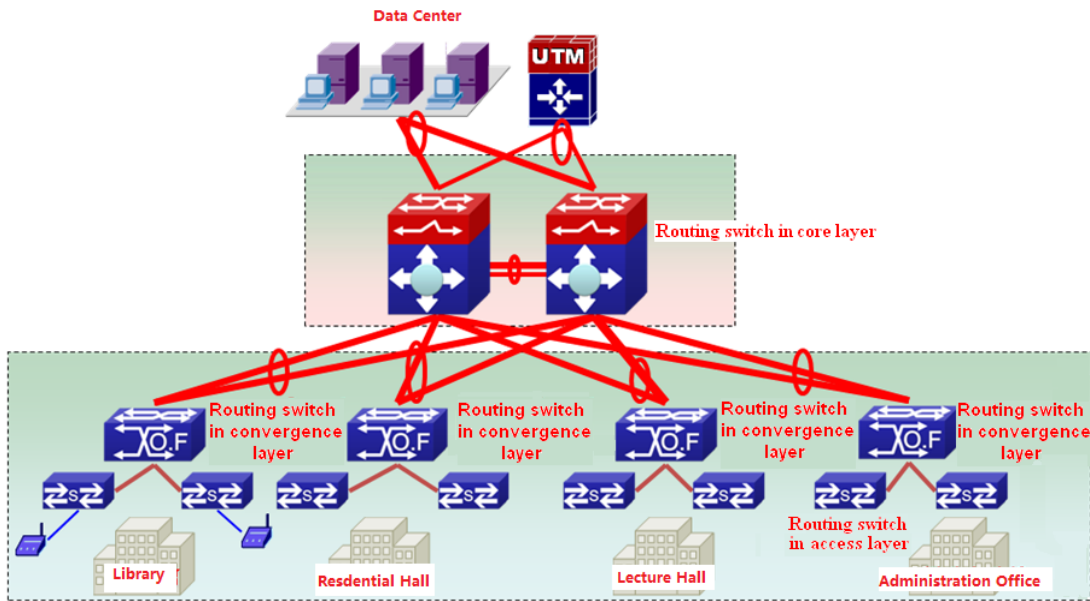 Data Center
UTM
Routing switch in core layer
Routing switch
in convergence
layer
Routing switch
in convergence
layer
Routing switch
in convergence
layer
Routing switch
in convergence
layer
O.F
O.F
O.F
O.F
S
S
S
S
S
S
S
S
Routing switch
in access layer
Library
Resdential Hall
Lecture Hall
Administration Office